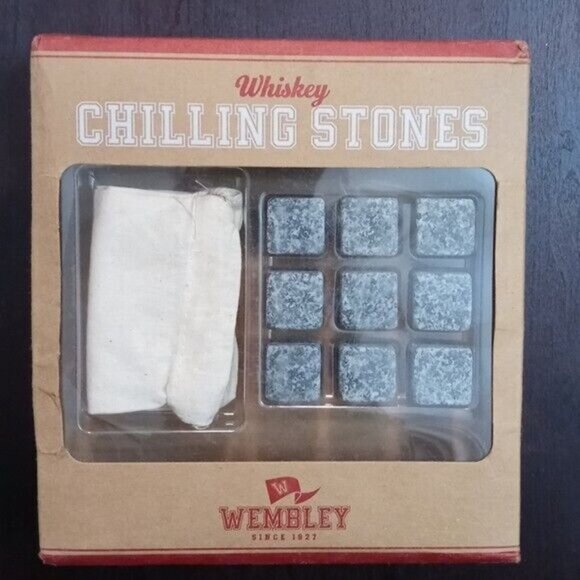 Whiskey
CHILLING STONES
W
WEMBLEY
SINCE 1927